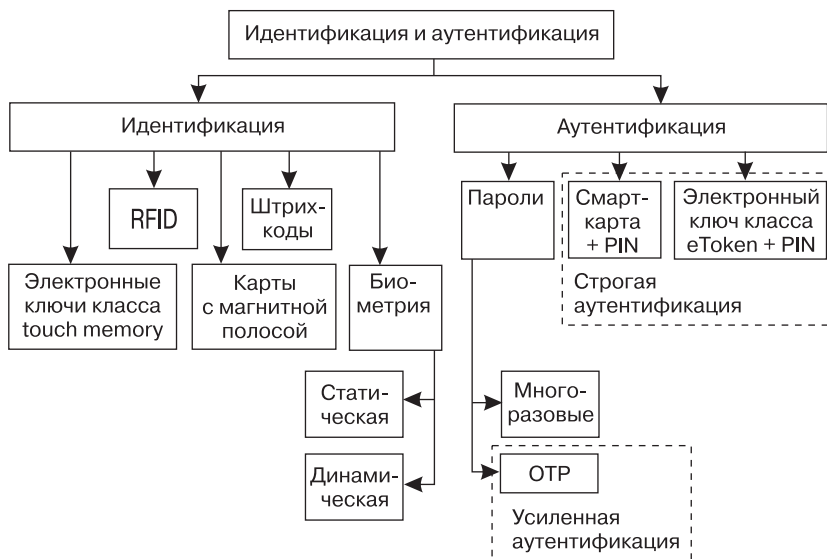 Идентификация и аутентификация
Идентификация
Аутентификация
RFID
Штрих-
коды
Пароли
Смарт-
карта
+ PIN
Электронный
ключ класса
eToken + PIN
Строгая
аутентификация
Электронные
ключи класса
touch memory
Карты
с магнитной
полосой
Био-
метрия
Стати-
ческая
Динами-
ческая
Много-
разовые
OTP
Усиленная
аутентификация